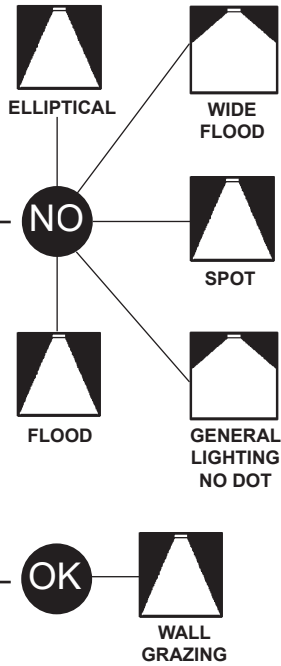 ELLIPTICAL
WIDE
FLOOD
NO
SPOT
FLOOD
GENERAL
LIGHTING
NO DOT
OK
WALL
GRAZING